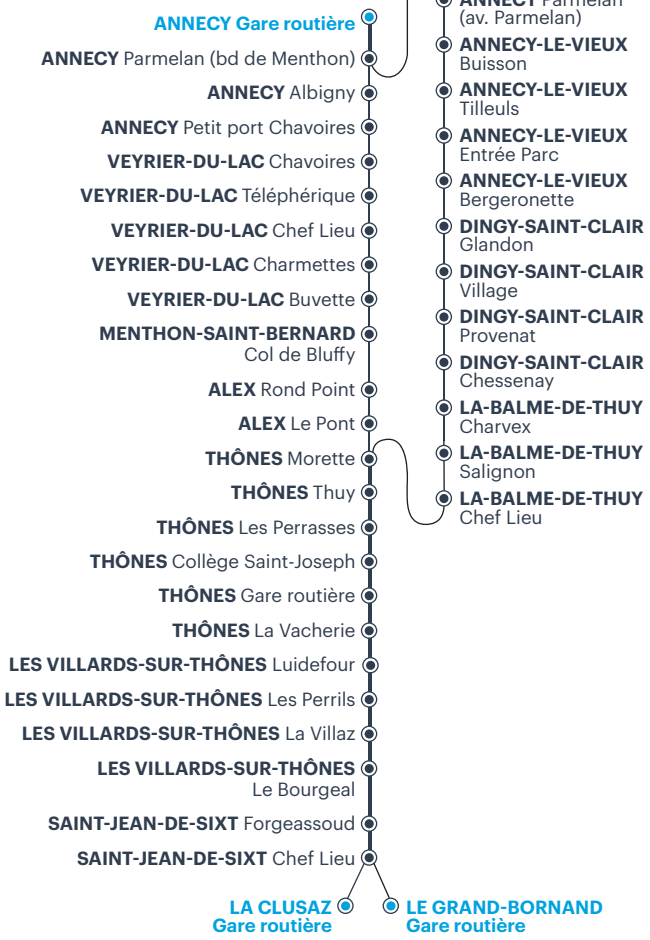 ANNECY Gare routière
ANNECY Parmelan (bd de Menthon)
ANNECY Albigny
ANNECY Petit port Chavoires
VEYRIER-DU-LAC Chavoires
VEYRIER-DU-LAC Téléphérique
VEYRIER-DU-LAC Chef Lieu
VEYRIER-DU-LAC Charmettes
VEYRIER-DU-LAC Buvette
MENTHON-SAINT-BERNARD
Col de Bluffy
ALEX Rond Point
ALEX Le Pont
THÔNES Morette
THÔNES Thuy
THÔNES Les Perrasses
THÔNES Collège Saint-Joseph
THÔNES Gare routière
THÔNES La Vacherie
LES VILLARDS-SUR-THÔNES Luidefour
LES VILLARDS-SUR-THÔNES Les Perrils
LES VILLARDS-SUR-THÔNES La Villaz
LES VILLARDS-SUR-THÔNES
Le Bourgeal
SAINT-JEAN-DE-SIXT Forgeassoud
SAINT-JEAN-DE-SIXT Chef Lieu
LA CLUSAZ
Gare routière
LE GRAND-BORNAND
Gare routière
ANNECY Parmelan
(av. Parmelan)
ANNECY-LE-VIEUX
Buisson
ANNECY-LE-VIEUX
Tilleuls
ANNECY-LE-VIEUX
Entrée Parc
ANNECY-LE-VIEUX
Bergeronette
DINGY-SAINT-CLAIR
Glandon
DINGY-SAINT-CLAIR
Village
DINGY-SAINT-CLAIR
Provenat
DINGY-SAINT-CLAIR
Chessenay
LA-BALME-DE-THUY
Charvex
LA-BALME-DE-THUY
Salignon
LA-BALME-DE-THUY
Chef Lieu